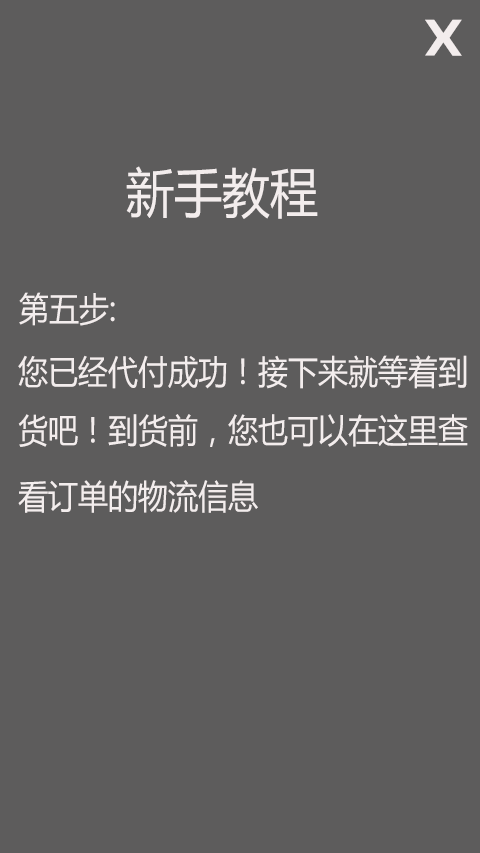 X
新手教程
第五步:
您已经代付成功！接下来就等着到
货吧！到货前，您也可以在这里查
看订单的物流信息